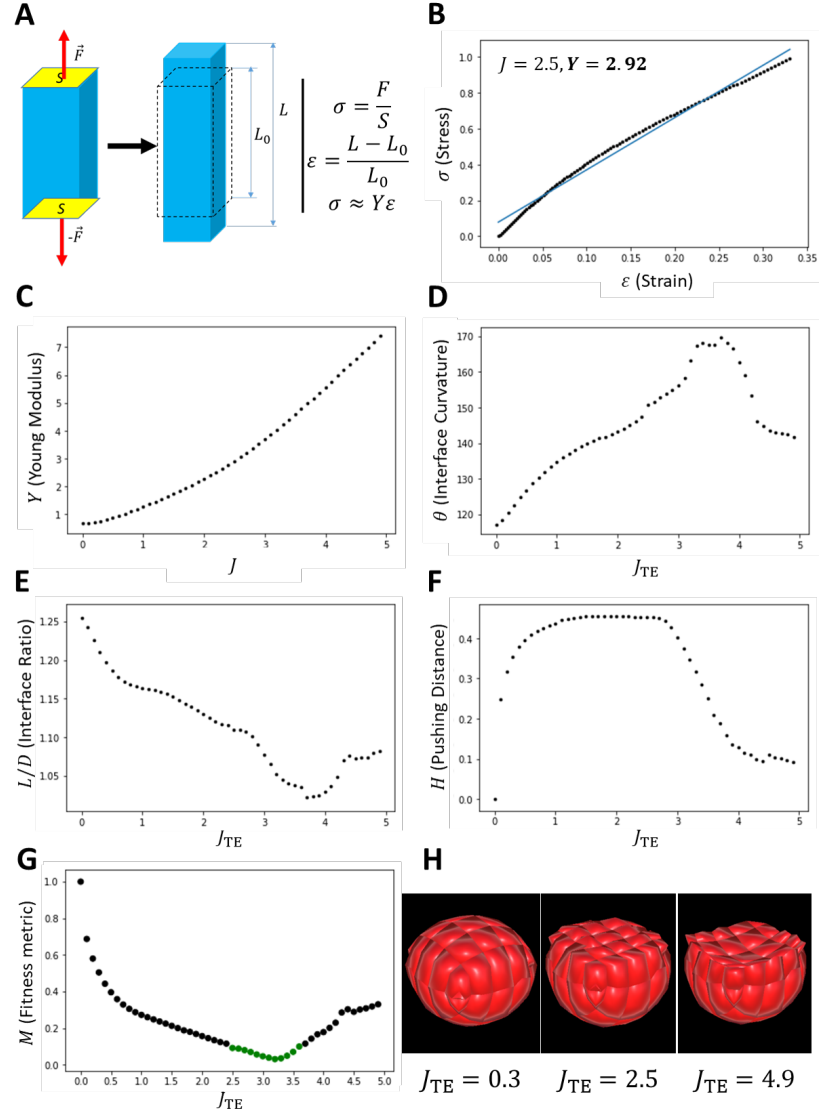 A
F⃗
S
S
-F⃗
L
L₀
σ = F/S
ε = (L − L₀)/L₀
σ ≈ Yε
B
J = 2.5, Y = 2.92
σ (Stress)
1.0
0.8
0.6
0.4
0.2
0.0
0.00 0.05 0.10 0.15 0.20 0.25 0.30 0.35
ε (Strain)
C
Y (Young Modulus)
7
6
5
4
3
2
1
0 1 2 3 4 5
J
D
θ (Interface Curvature)
170
160
150
140
130
120
0 1 2 3 4 5
J_TE
E
L/D (Interface Ratio)
1.25
1.20
1.15
1.10
1.05
0 1 2 3 4 5
J_TE
F
H (Pushing Distance)
0.4
0.3
0.2
0.1
0.0
0 1 2 3 4 5
J_TE
G
M (Fitness metric)
1.0
0.8
0.6
0.4
0.2
0.0
0.0 0.5 1.0 1.5 2.0 2.5 3.0 3.5 4.0 4.5 5.0
J_TE
H
J_TE = 0.3 J_TE = 2.5 J_TE = 4.9